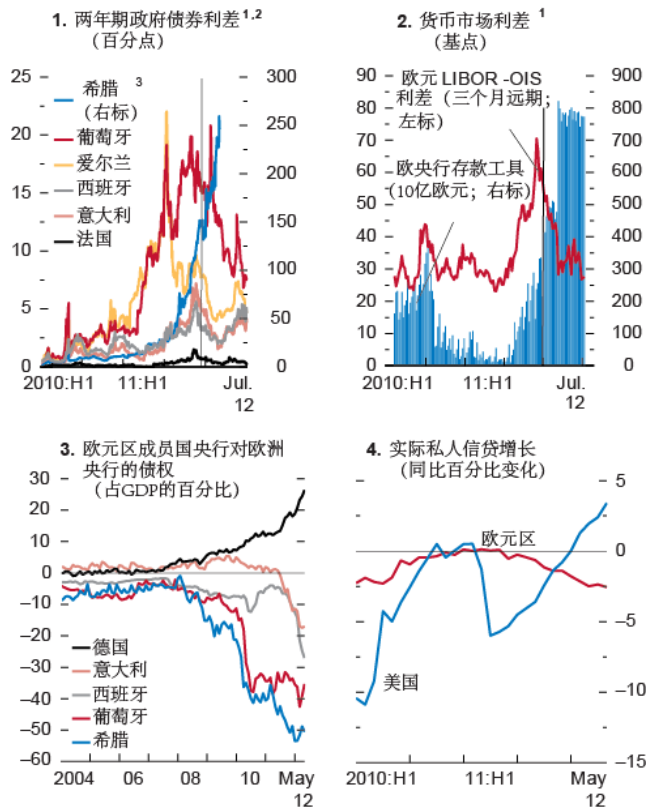 1. 两年期政府债券利差1,2
(百分点)
25
20
15
10
5
0
300
250
200
150
100
50
0
希腊 3
(右标)
葡萄牙
爱尔兰
西班牙
意大利
法国
2010:H1
11:H1
Jul.
12
2. 货币市场利差 1
(基点)
90
80
70
60
50
40
30
20
10
0
900
800
700
600
500
400
300
200
100
0
欧元 LIBOR -OIS
利差（三个月远期；
左标）
欧央行存款工具
（10亿欧元；右标）
2010:H1
11:H1
Jul.
12
3. 欧元区成员国央行对欧洲
央行的债权
（占GDP的百分比）
30
20
10
0
–10
–20
–30
–40
–50
–60
德国
意大利
西班牙
葡萄牙
希腊
2004
06
08
10
May
12
4. 实际私人信贷增长
(同比百分比变化)
5
0
–5
–10
–15
欧元区
美国
2010:H1
11:H1
May
12